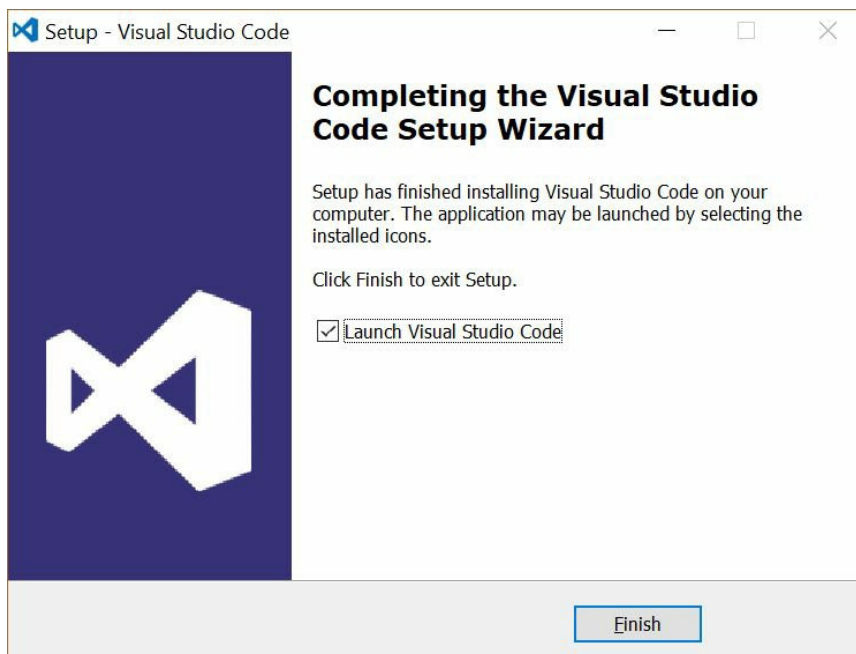 Setup - Visual Studio Code
Completing the Visual Studio
Code Setup Wizard
Setup has finished installing Visual Studio Code on your
computer. The application may be launched by selecting the
installed icons.
Click Finish to exit Setup.
Launch Visual Studio Code
Finish